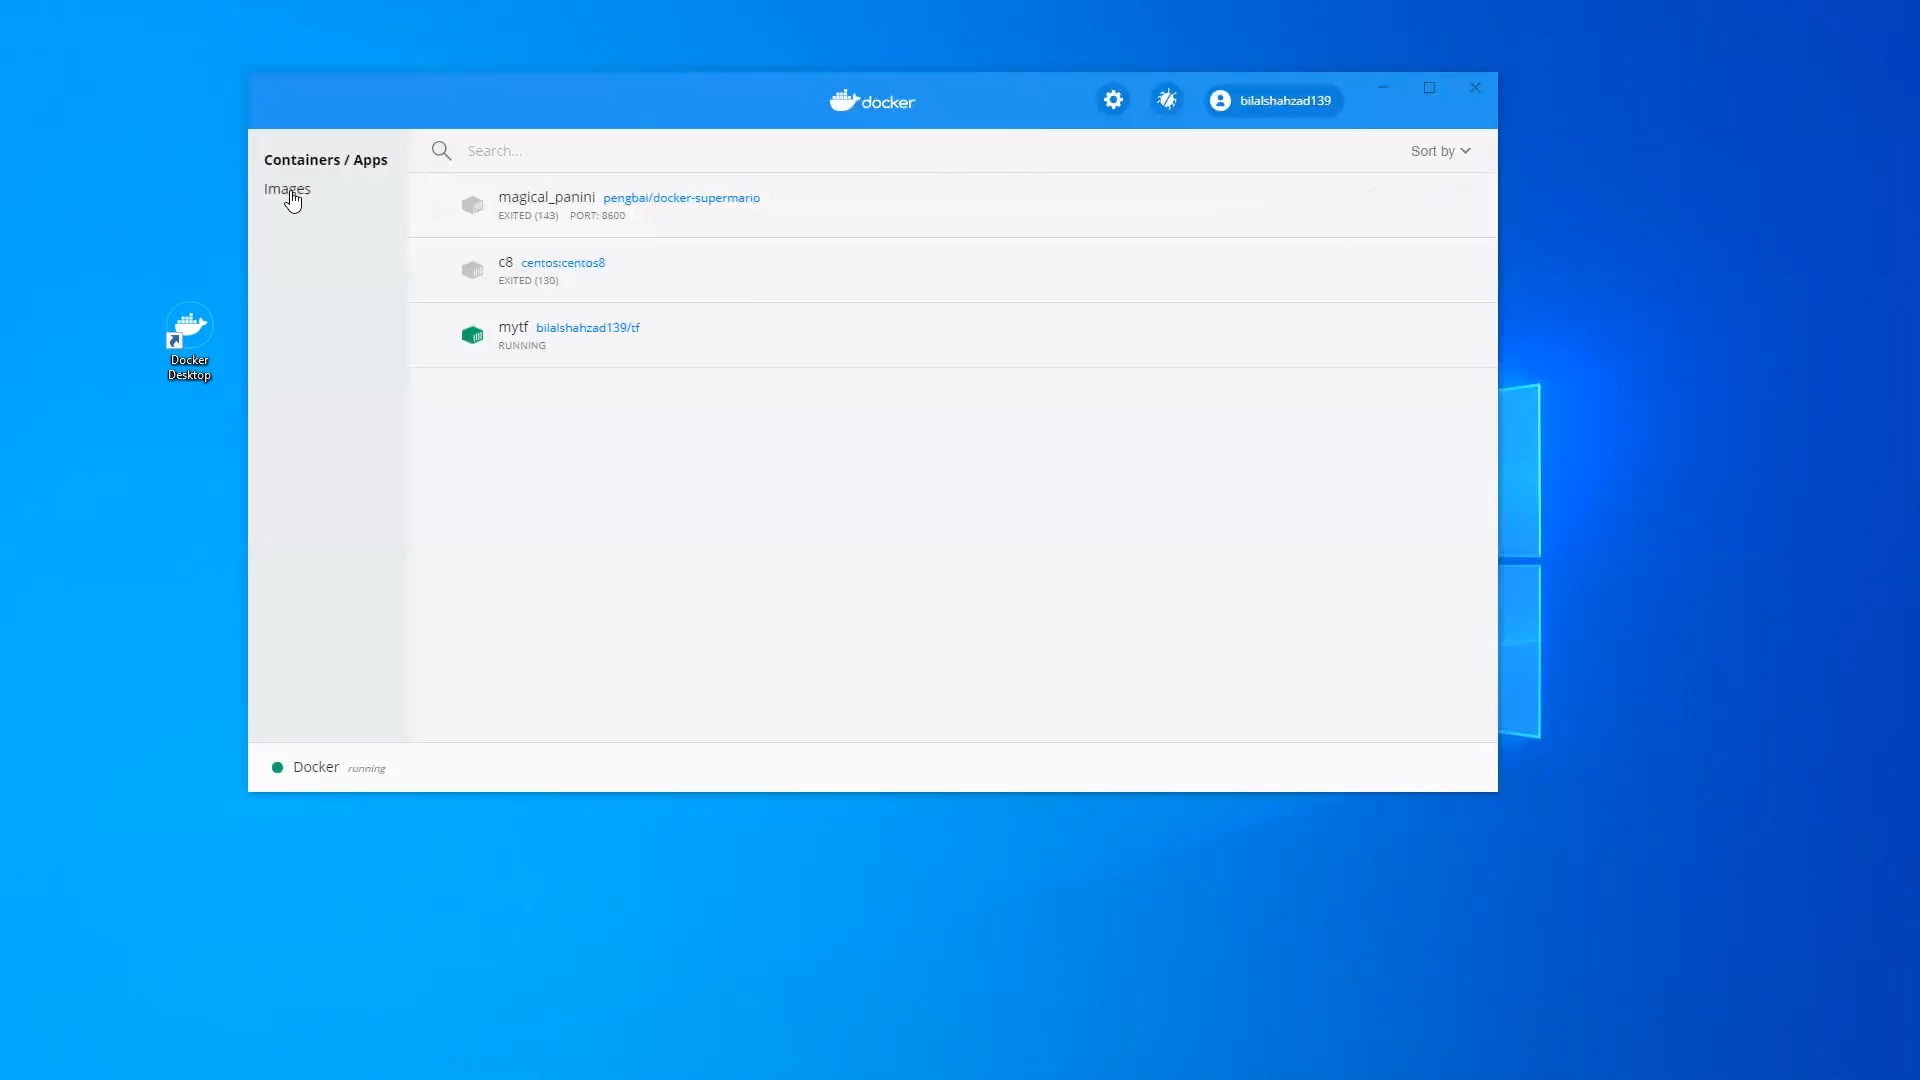 docker
bilalshahzad139
Containers / Apps
Images
Search...
Sort by
magical_panini pengbai/docker-supermario
EXITED (143) PORT: 8600
c8 centos:centos8
EXITED (130)
mytf bilalshahzad139/tf
RUNNING
Docker
Desktop
Docker running